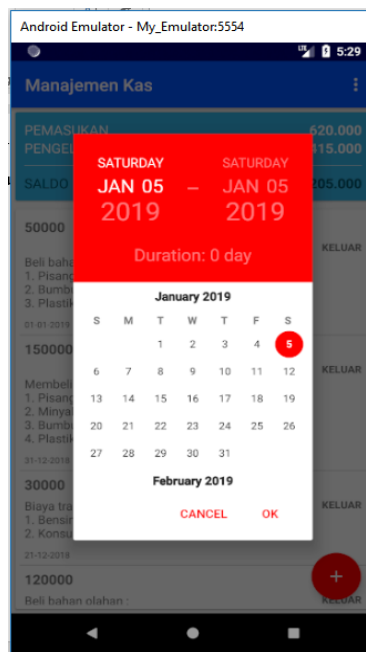 Android Emulator - My_Emulator:5554
5:29
Manajemen Kas
PEMASUKAN 620.000
PENGEL 415.000
SALDO 205.000
SATURDAY
JAN 05
2019
–
SATURDAY
JAN 05
2019
Duration: 0 day
January 2019
S M T W T F S
1 2 3 4 5
6 7 8 9 10 11 12
13 14 15 16 17 18 19
20 21 22 23 24 25 26
27 28 29 30 31
February 2019
CANCEL OK
50000
KELUAR
Beli baha
1. Pisang
2. Bumb
3. Plastik
01-01-2019
150000
KELUAR
Membeli
1. Pisang
2. Minya
3. Bumb
4. Plastik
31-12-2018
30000
KELUAR
Biaya tra
1. Bensin
2. Konsu
21-12-2018
120000
KELUAR
Beli bahan olahan :
+